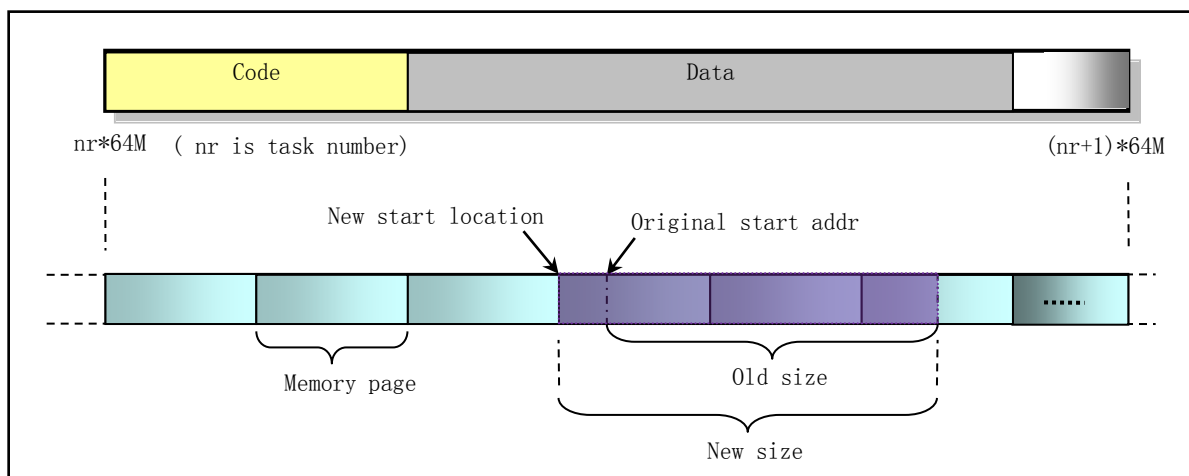 Code
Data
nr*64M
( nr is task number)
(nr+1)*64M
New start location
Original start addr
......
Memory page
Old size
New size